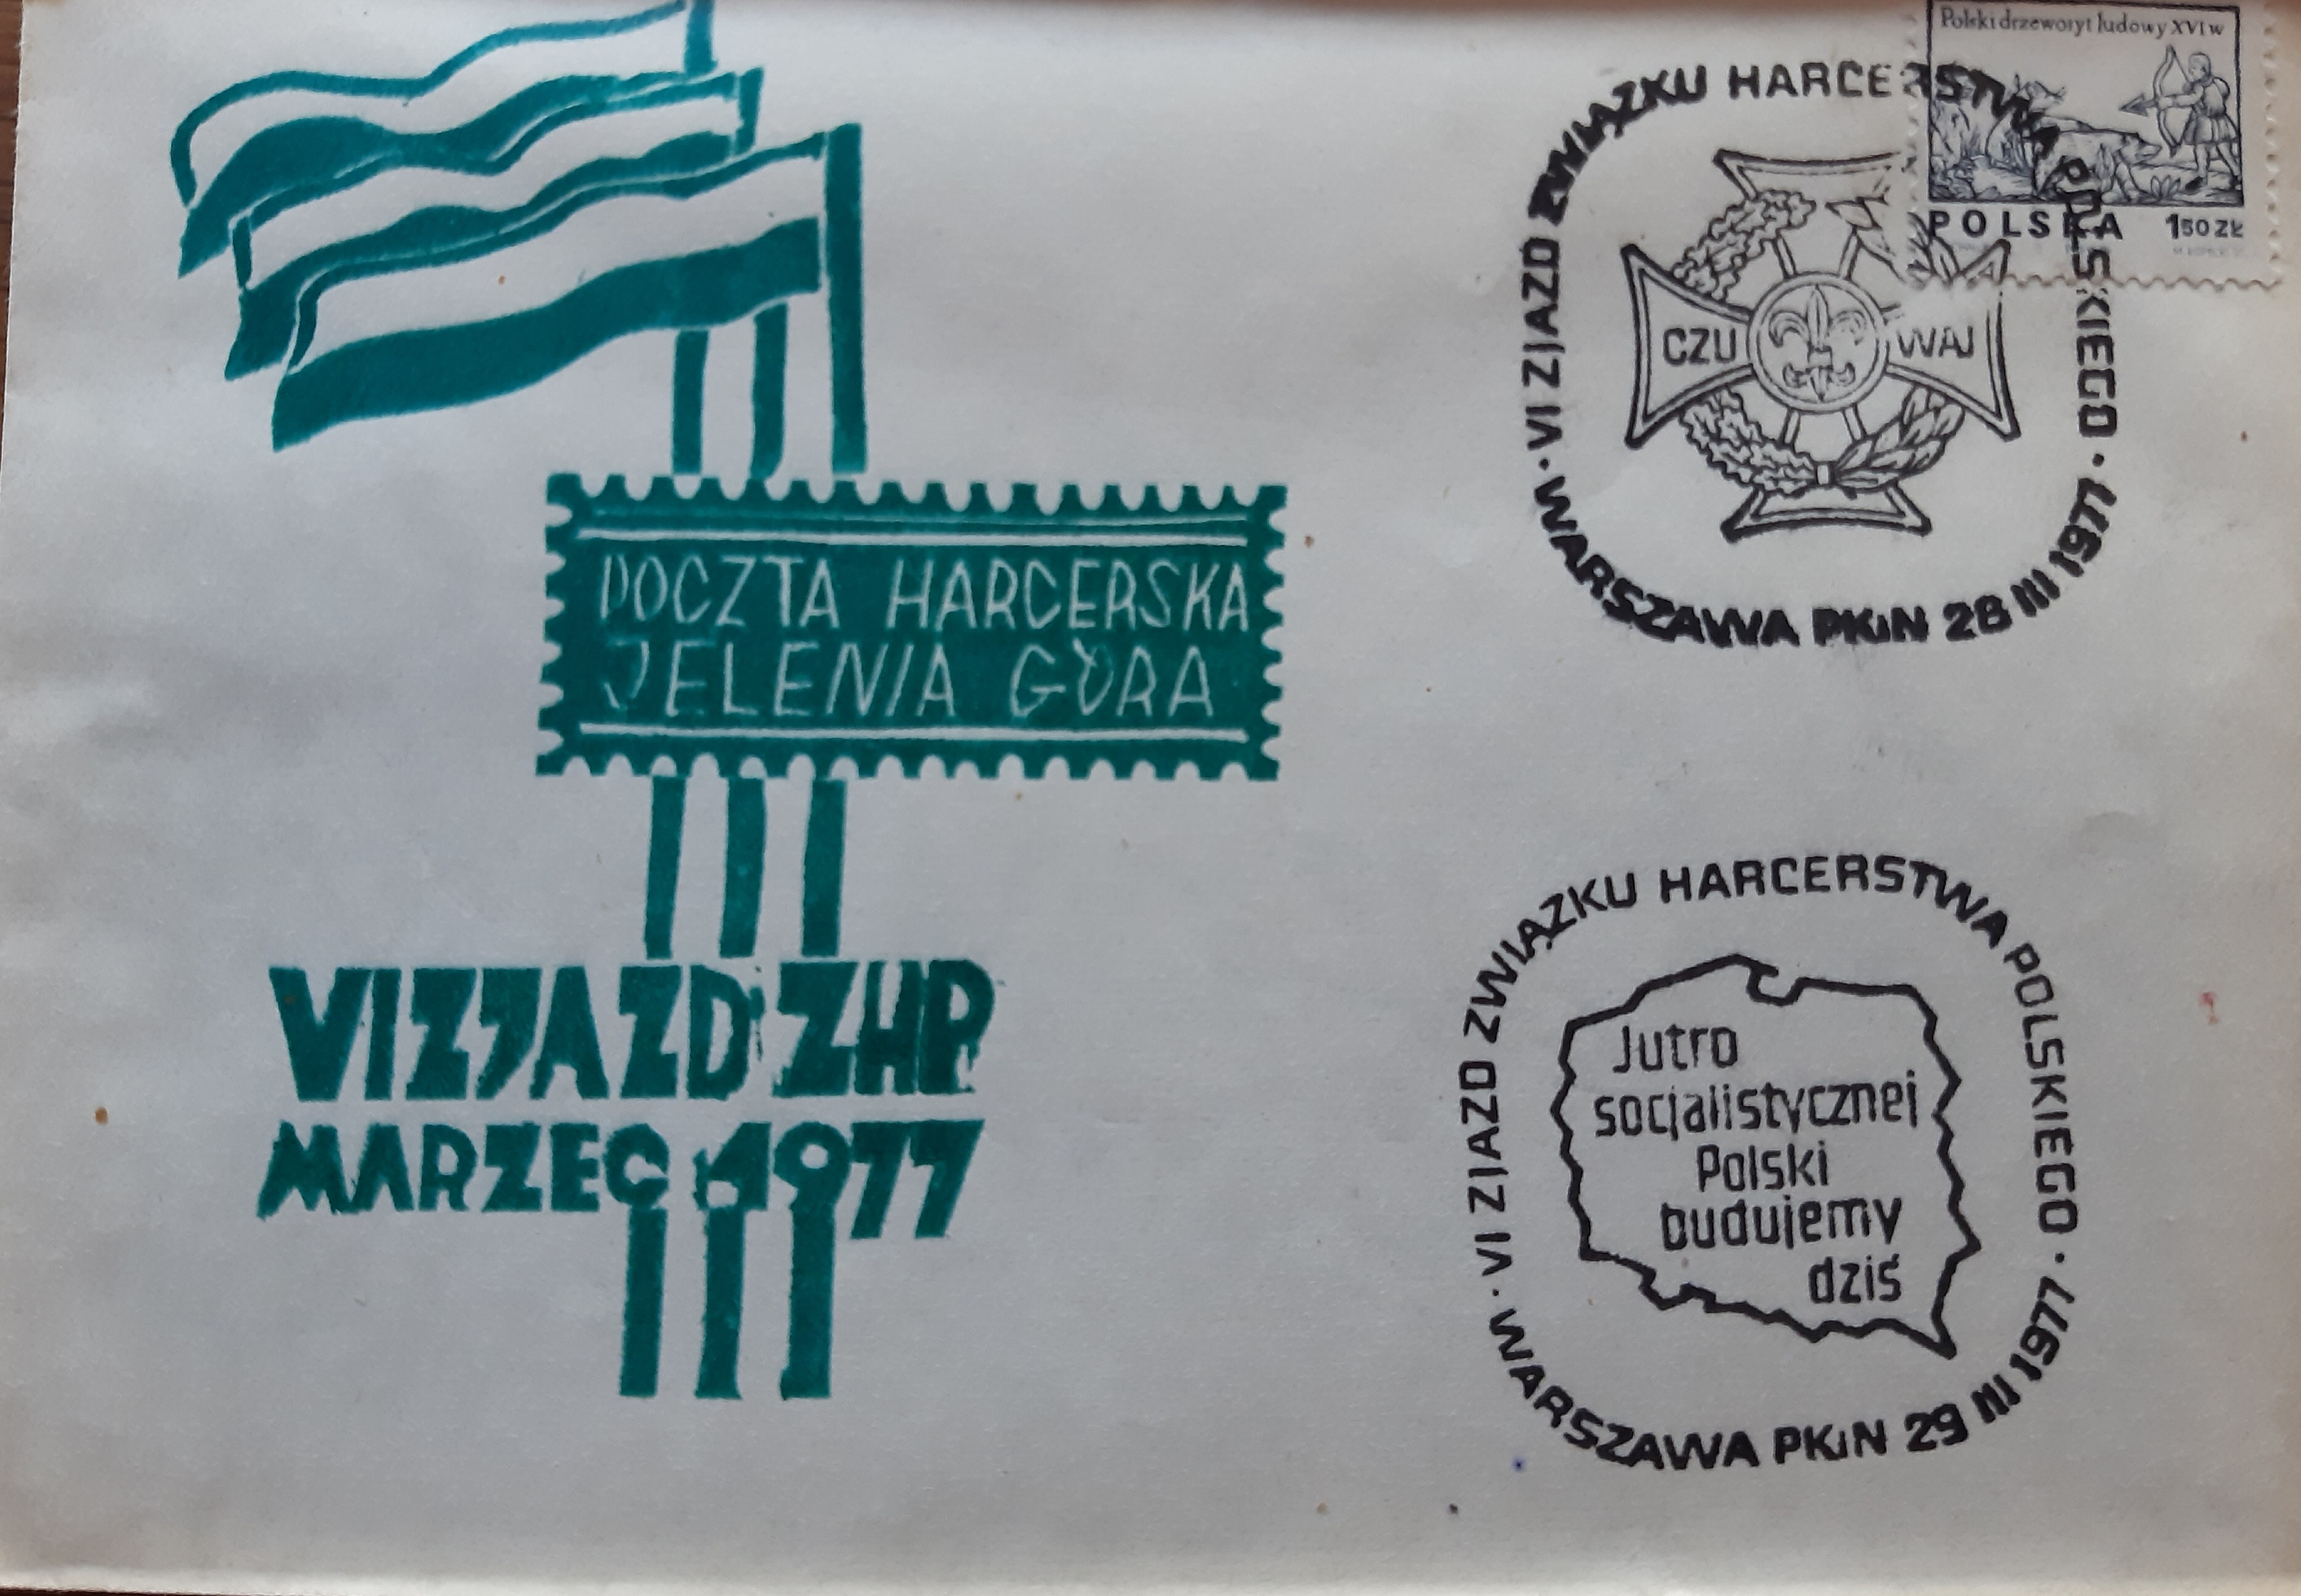 POCZTA HARCERSKA
JELENIA GÓRA
VI ZJAZD ZHP
MARZEC 1977
Polski drzeworyt ludowy XVI w
POLSKA 150 ZŁ
· VI ZJAZD ZWIĄZKU HARCERSTWA POLSKIEGO ·
WARSZAWA PKiN 28 III 1977
CZU WAJ
· VI ZJAZD ZWIĄZKU HARCERSTWA POLSKIEGO ·
WARSZAWA PKiN 29 III 1977
Jutro
socjalistycznej
Polski
budujemy
dziś